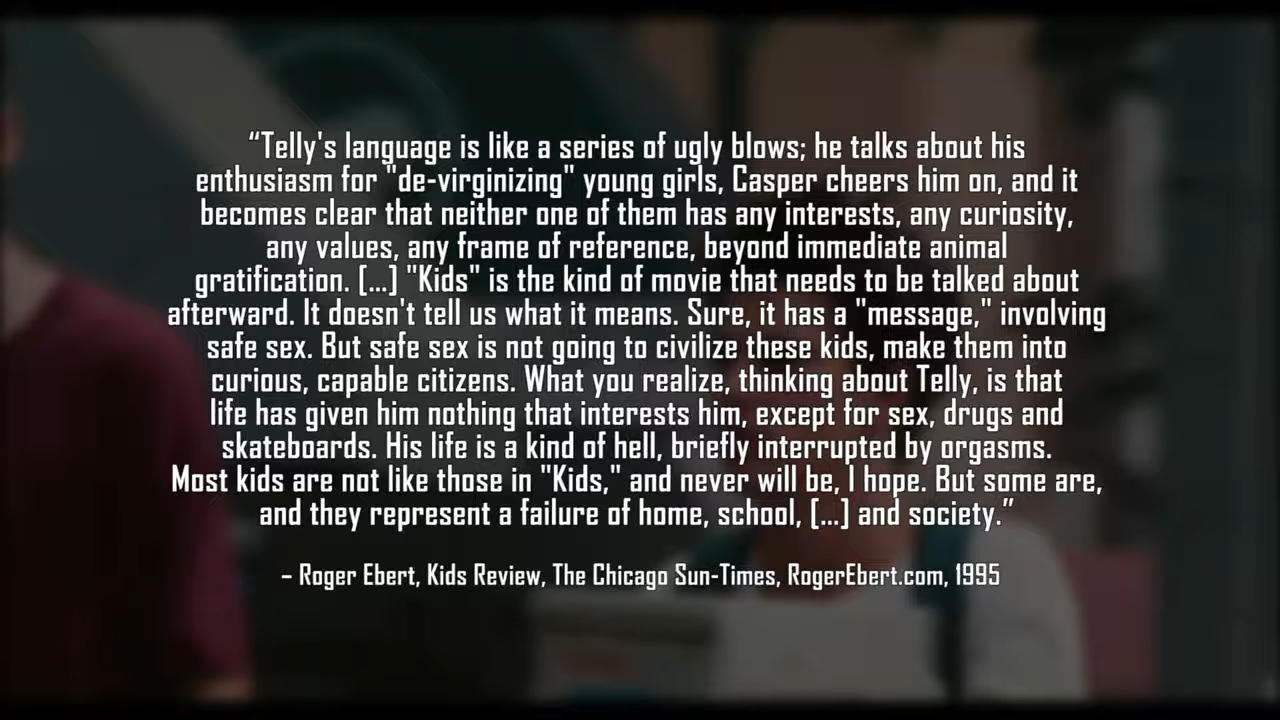 “Telly's language is like a series of ugly blows; he talks about his
enthusiasm for "de-virginizing" young girls, Casper cheers him on, and it
becomes clear that neither one of them has any interests, any curiosity,
any values, any frame of reference, beyond immediate animal
gratification. [...] "Kids" is the kind of movie that needs to be talked about
afterward. It doesn't tell us what it means. Sure, it has a "message," involving
safe sex. But safe sex is not going to civilize these kids, make them into
curious, capable citizens. What you realize, thinking about Telly, is that
life has given him nothing that interests him, except for sex, drugs and
skateboards. His life is a kind of hell, briefly interrupted by orgasms.
Most kids are not like those in "Kids," and never will be, I hope. But some are,
and they represent a failure of home, school, [...] and society.”
– Roger Ebert, Kids Review, The Chicago Sun-Times, RogerEbert.com, 1995